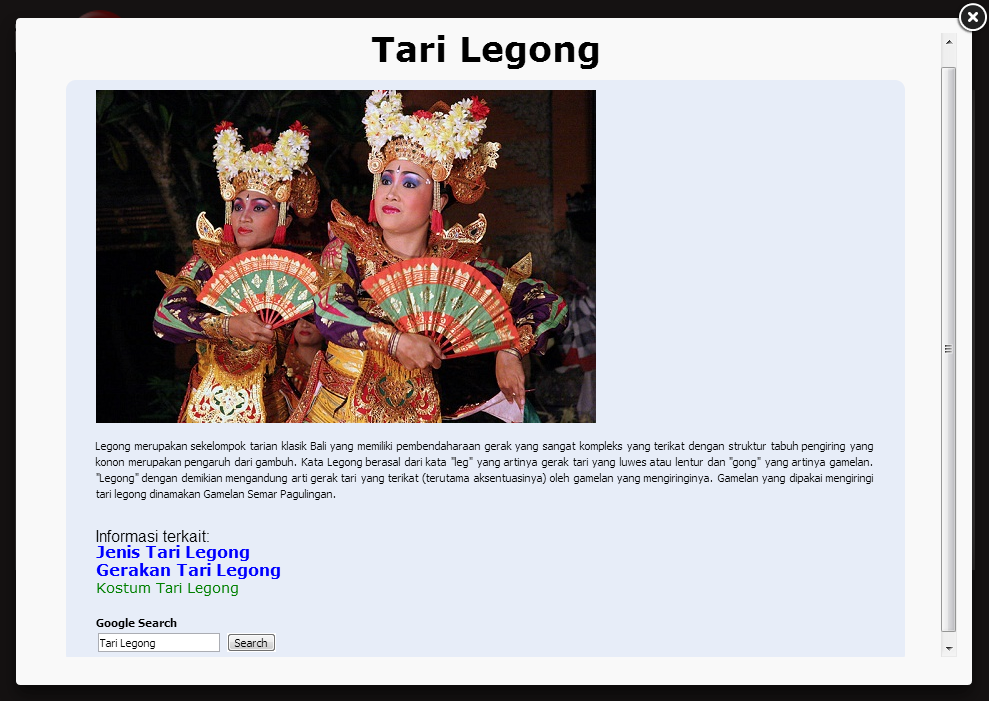 Tari Legong
Legong merupakan sekelompok tarian klasik Bali yang memiliki pembendaharaan gerak yang sangat kompleks yang terikat dengan struktur tabuh pengiring yang
konon merupakan pengaruh dari gambuh. Kata Legong berasal dari kata "leg" yang artinya gerak tari yang luwes atau lentur dan "gong" yang artinya gamelan.
"Legong" dengan demikian mengandung arti gerak tari yang terikat (terutama aksentuasinya) oleh gamelan yang mengiringinya. Gamelan yang dipakai mengiringi
tari legong dinamakan Gamelan Semar Pagulingan.
Informasi terkait:
Jenis Tari Legong
Gerakan Tari Legong
Kostum Tari Legong
Google Search
Tari Legong Search